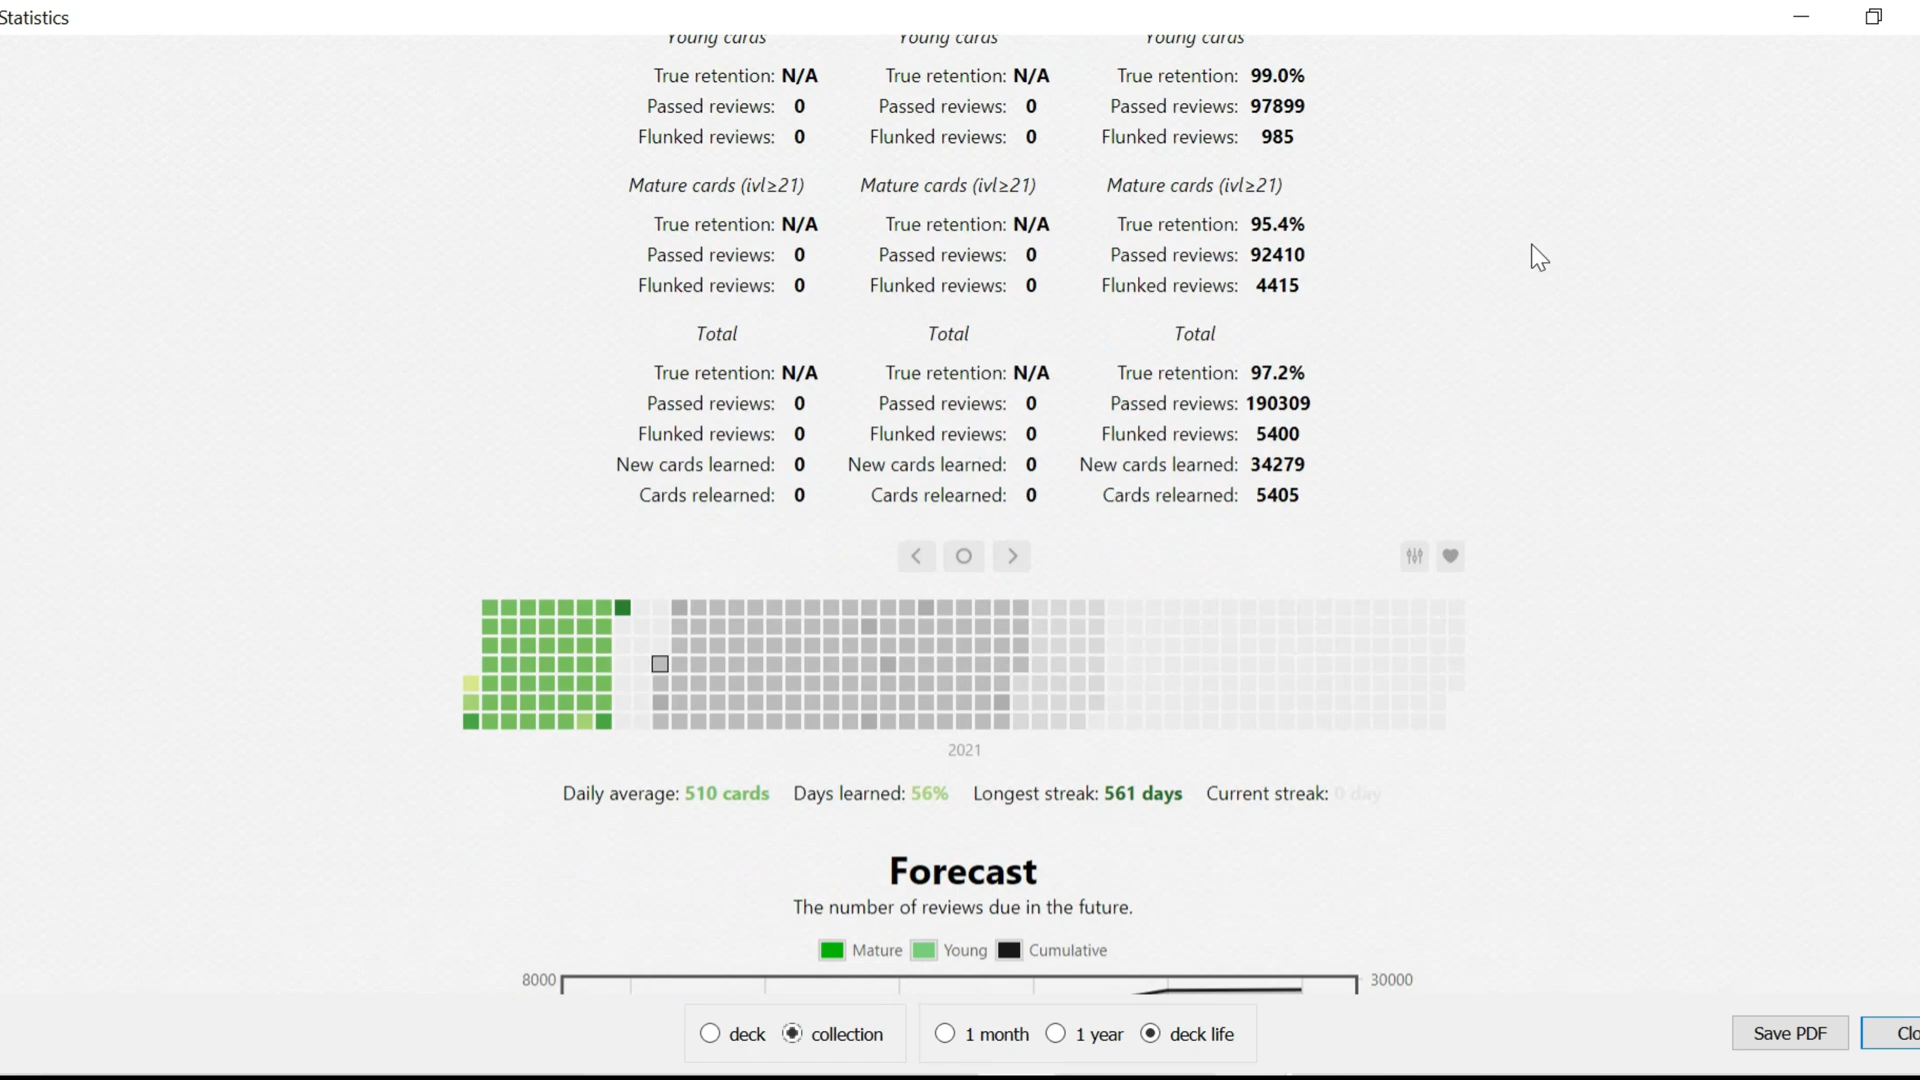 Statistics
Young cards Young cards Young cards
True retention: N/A True retention: N/A True retention: 99.0%
Passed reviews: 0 Passed reviews: 0 Passed reviews: 97899
Flunked reviews: 0 Flunked reviews: 0 Flunked reviews: 985
Mature cards (ivl≥21) Mature cards (ivl≥21) Mature cards (ivl≥21)
True retention: N/A True retention: N/A True retention: 95.4%
Passed reviews: 0 Passed reviews: 0 Passed reviews: 92410
Flunked reviews: 0 Flunked reviews: 0 Flunked reviews: 4415
Total Total Total
True retention: N/A True retention: N/A True retention: 97.2%
Passed reviews: 0 Passed reviews: 0 Passed reviews: 190309
Flunked reviews: 0 Flunked reviews: 0 Flunked reviews: 5400
New cards learned: 0 New cards learned: 0 New cards learned: 34279
Cards relearned: 0 Cards relearned: 0 Cards relearned: 5405
2021
Daily average: 510 cards Days learned: 56% Longest streak: 561 days Current streak: 0 day
Forecast
The number of reviews due in the future.
Mature Young Cumulative
8000 30000
deck collection 1 month 1 year deck life Save PDF Clo